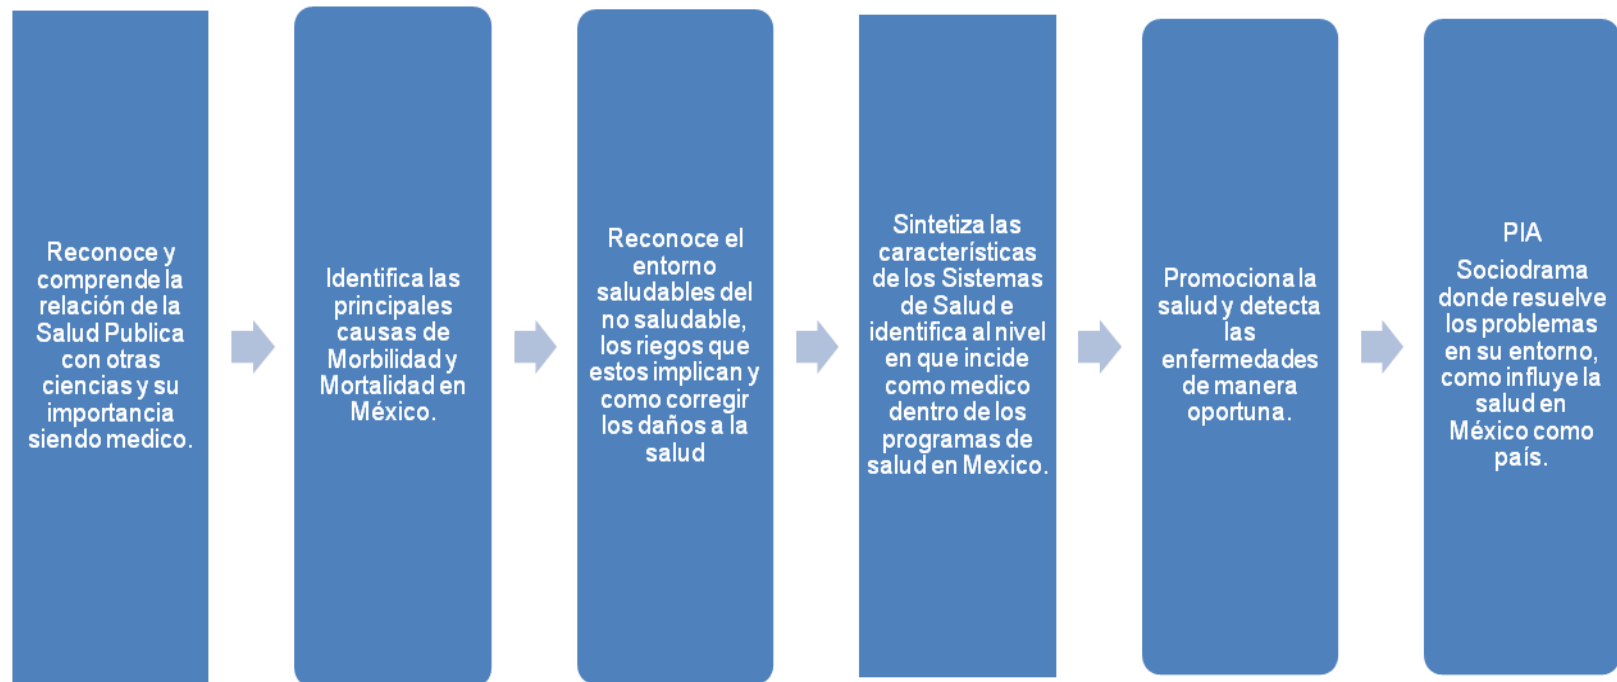 Reconoce y
comprende la
relación de la
Salud Publica
con otras
ciencias y su
importancia
siendo medico.
Identifica las
principales
causas de
Morbilidad y
Mortalidad en
México.
Reconoce el
entorno
saludables del
no saludable,
los riegos que
estos implican y
como corregir
los daños a la
salud
Sintetiza las
características
de los Sistemas
de Salud e
identifica al nivel
en que incide
como medico
dentro de los
programas de
salud en Mexico.
Promociona la
salud y detecta
las
enfermedades
de manera
oportuna.
PIA
Sociodrama
donde resuelve
los problemas
en su entorno,
como influye la
salud en
México como
país.